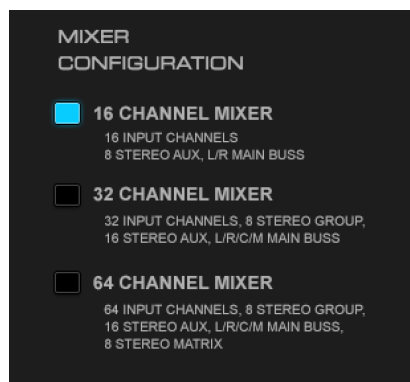 MIXER
CONFIGURATION
16 CHANNEL MIXER
16 INPUT CHANNELS
8 STEREO AUX, L/R MAIN BUSS
32 CHANNEL MIXER
32 INPUT CHANNELS, 8 STEREO GROUP,
16 STEREO AUX, L/R/C/M MAIN BUSS
64 CHANNEL MIXER
64 INPUT CHANNELS, 8 STEREO GROUP,
16 STEREO AUX, L/R/C/M MAIN BUSS,
8 STEREO MATRIX